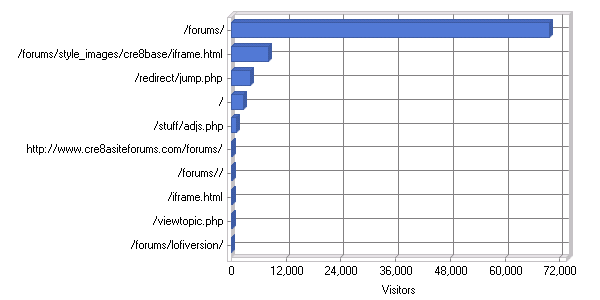 /forums/
/forums/style_images/cre8base/iframe.html
/redirect/jump.php
/
/stuff/adjs.php
http://www.cre8asiteforums.com/forums/
/forums//
/iframe.html
/viewtopic.php
/forums/lofiversion/
0 12,000 24,000 36,000 48,000 60,000 72,000
Visitors